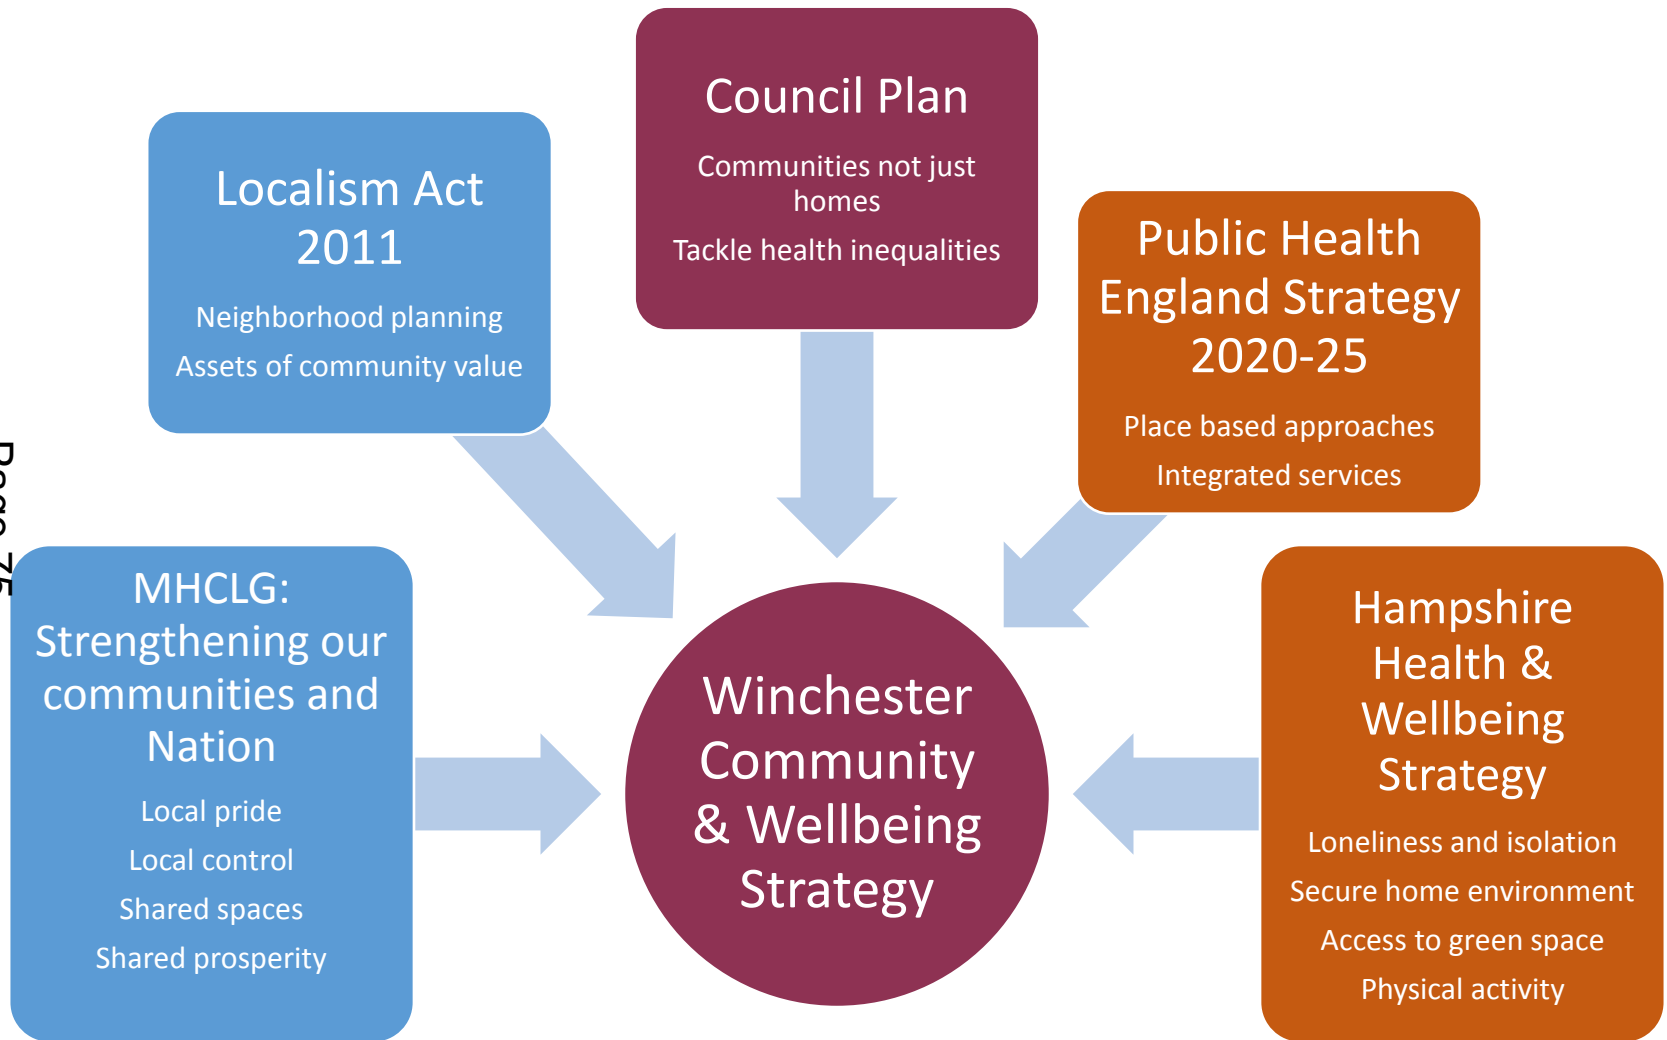 Council Plan
Communities not just
homes
Tackle health inequalities
Localism Act
2011
Neighborhood planning
Assets of community value
Public Health
England Strategy
2020-25
Place based approaches
Integrated services
MHCLG:
Strengthening our
communities and
Nation
Local pride
Local control
Shared spaces
Shared prosperity
Winchester
Community
& Wellbeing
Strategy
Hampshire
Health &
Wellbeing
Strategy
Loneliness and isolation
Secure home environment
Access to green space
Physical activity
Page 75